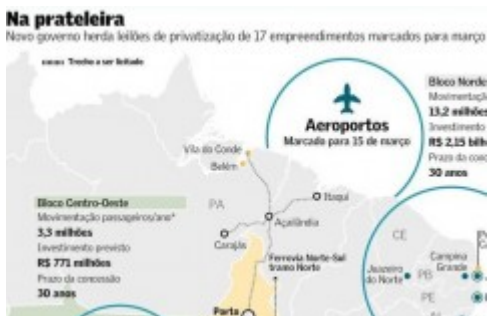 Na prateleira
Novo governo herda leilões de privatização de 17 empreendimentos marcados para março
Trecho a ser licitado
Aeroportos
Marcado para 15 de março
Bloco Norde
Movimentaçã
13,2 milhões
Investimento
R$ 2,15 bilh
Prazo da conc
30 anos
Vila do Conde
Belém
PA
Itaqui
Açailândia
Carajás
Ferrovia Norte-Sul
tramo Norte
Porto
Bloco Centro-Oeste
Movimentação passageiros/ano*
3,3 milhões
Investimento previsto
R$ 771 milhões
Prazo da concessão
30 anos
CE
Juazeiro
do Norte
Campina
Grande
PB
PE